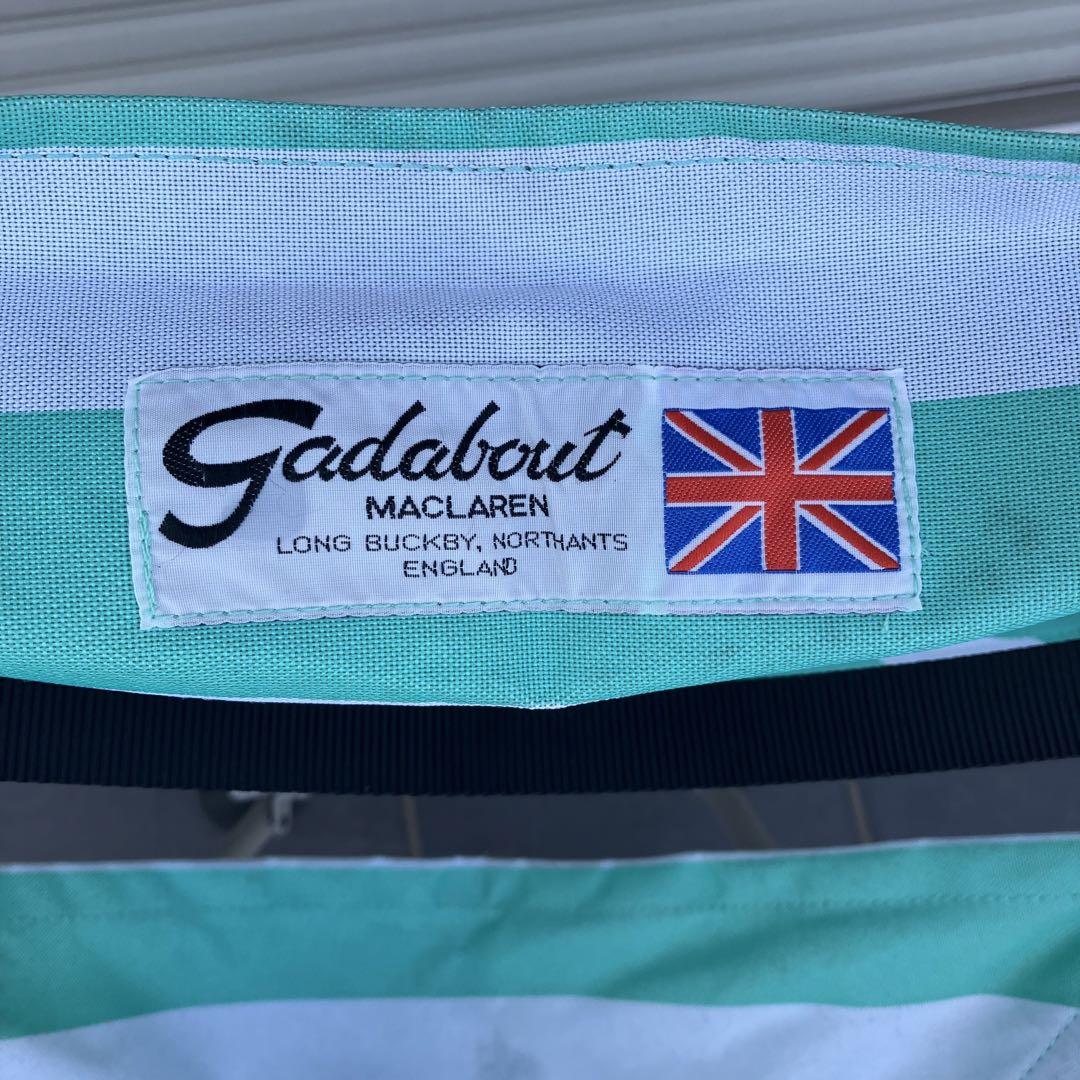 Gadabout
MACLAREN
LONG BUCKBY, NORTHANTS
ENGLAND